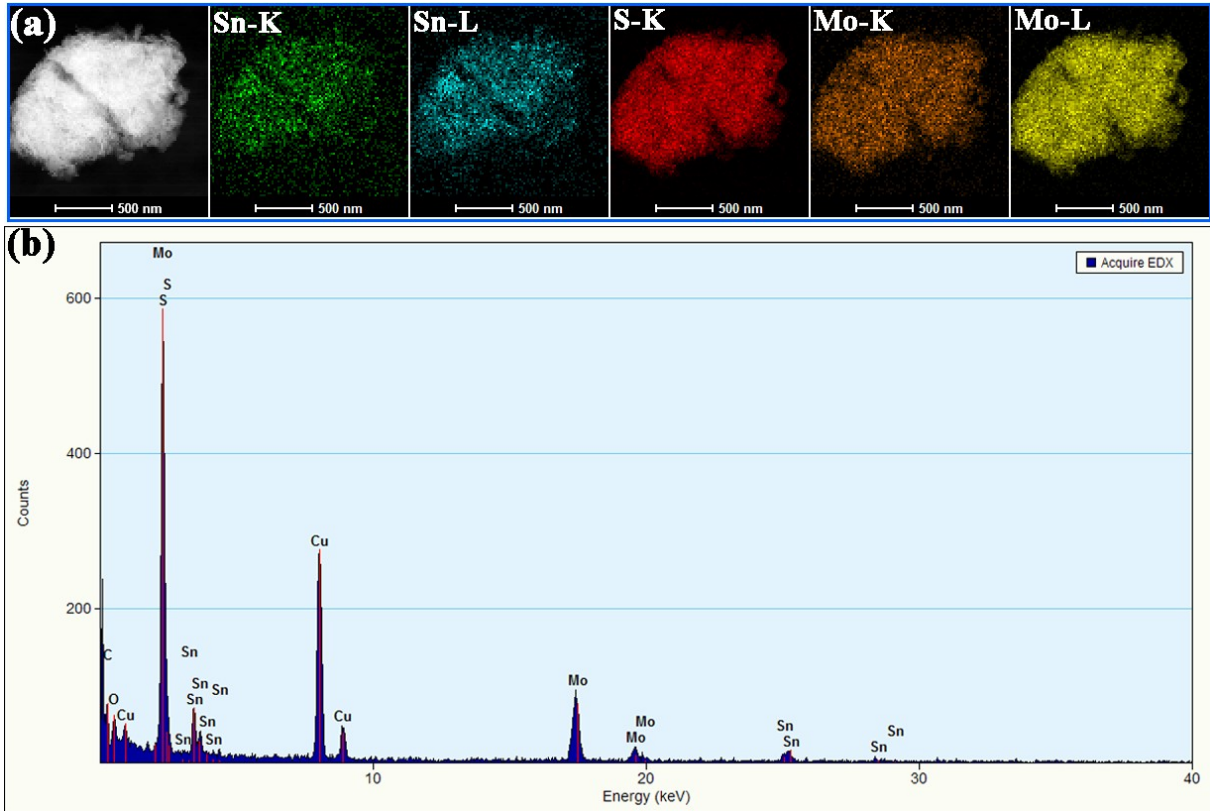 (a) Sn-K Sn-L S-K Mo-K Mo-L
500 nm 500 nm 500 nm 500 nm 500 nm 500 nm
(b)
Mo
Acquire EDX
S
S
600
Cu
400
Counts
200
C
O
Cu
Sn
Sn
Sn
Sn
Sn
Sn
Sn
Cu
Mo
Mo
Mo
Sn
Sn
Sn
Sn
10 20 30 40
Energy (keV)